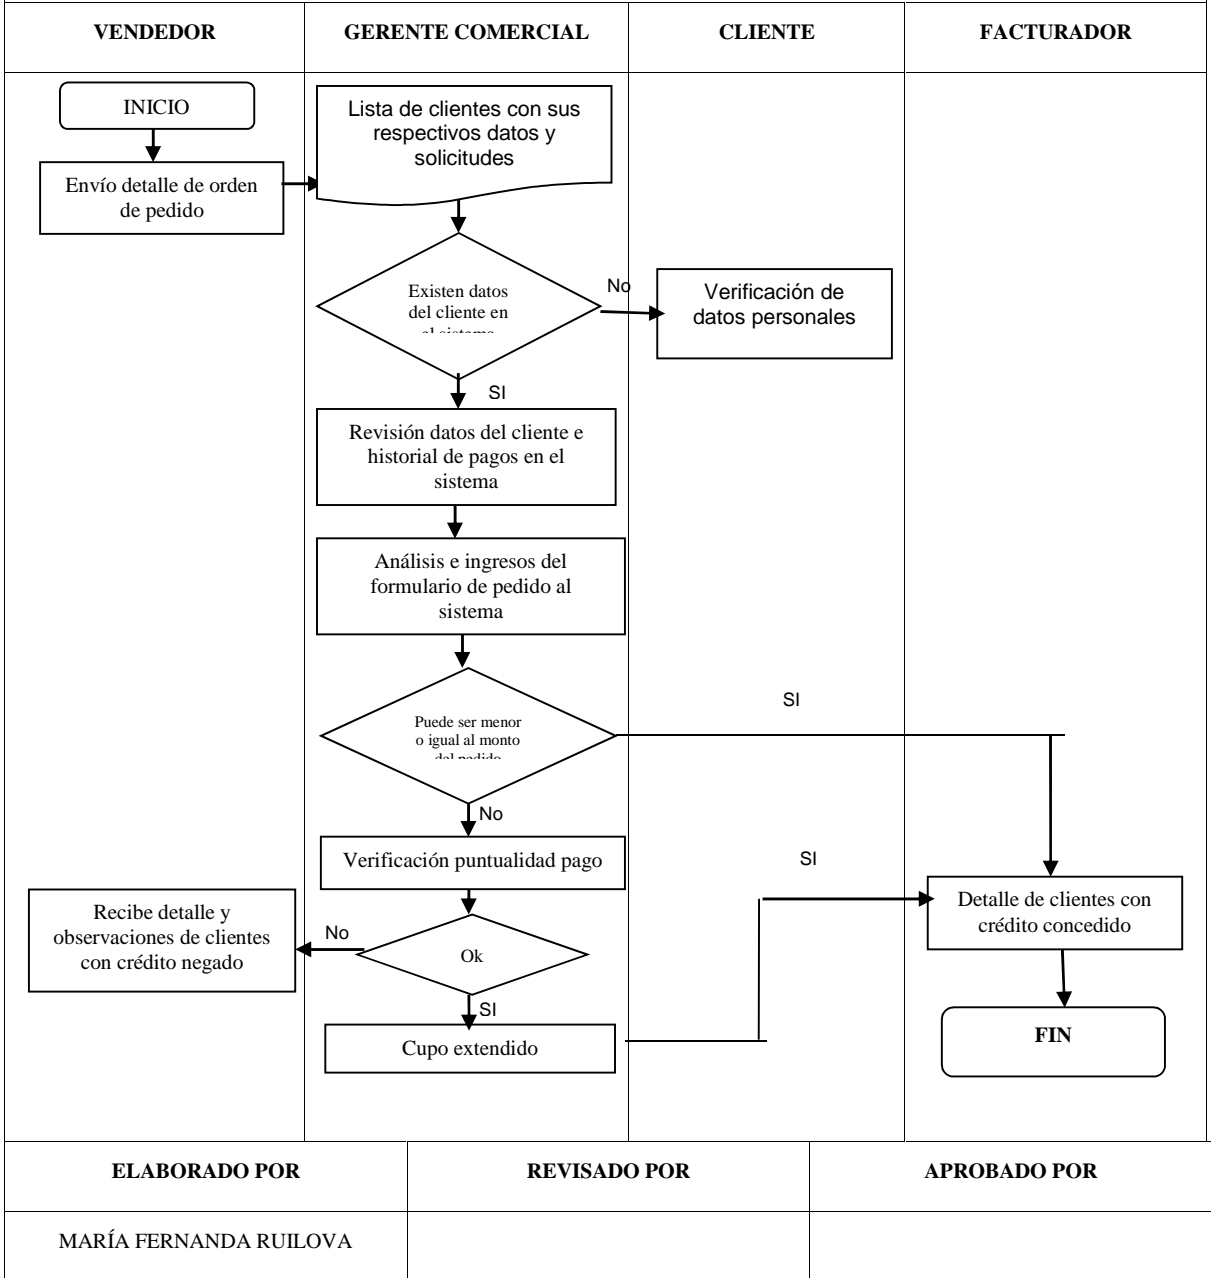 VENDEDOR
GERENTE COMERCIAL
CLIENTE
FACTURADOR
INICIO
Lista de clientes con sus
respectivos datos y
solicitudes
Envío detalle de orden
de pedido
Existen datos
del cliente en
el sistema
No
Verificación de
datos personales
SI
Revisión datos del cliente e
historial de pagos en el
sistema
Análisis e ingresos del
formulario de pedido al
sistema
Puede ser menor
o igual al monto
del pedido
SI
No
Verificación puntualidad pago
SI
Recibe detalle y
observaciones de clientes
con crédito negado
No
Ok
Detalle de clientes con
crédito concedido
SI
Cupo extendido
FIN
ELABORADO POR
REVISADO POR
APROBADO POR
MARÍA FERNANDA RUILOVA